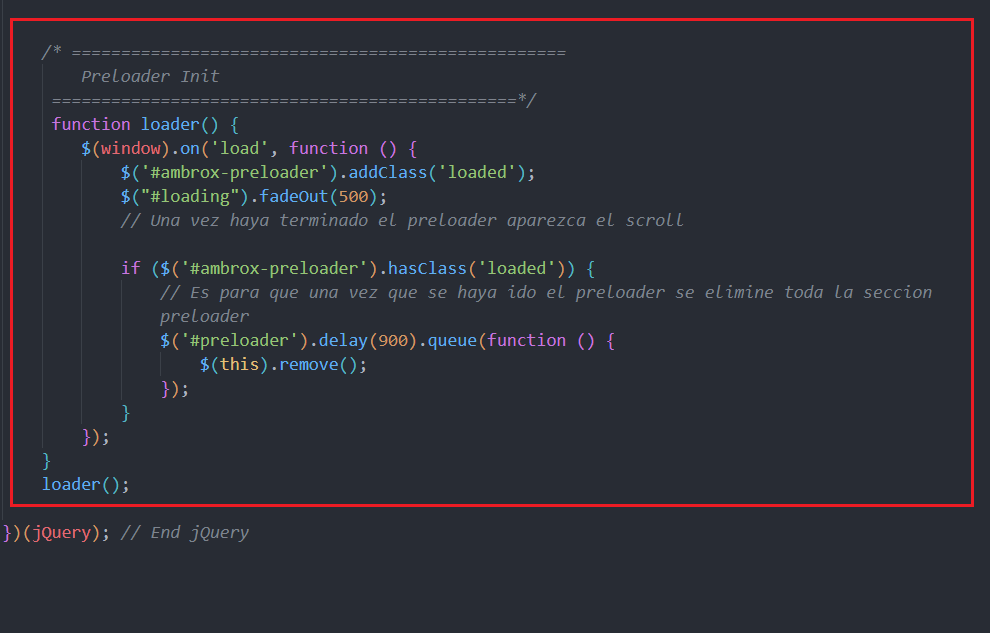 /* ==================================================
Preloader Init
===============================================*/
function loader() {
$(window).on('load', function () {
$('#ambrox-preloader').addClass('loaded');
$("#loading").fadeOut(500);
// Una vez haya terminado el preloader aparezca el scroll
if ($('#ambrox-preloader').hasClass('loaded')) {
// Es para que una vez que se haya ido el preloader se elimine toda la seccion
preloader
$('#preloader').delay(900).queue(function () {
$(this).remove();
});
}
});
}
loader();
})(jQuery); // End jQuery